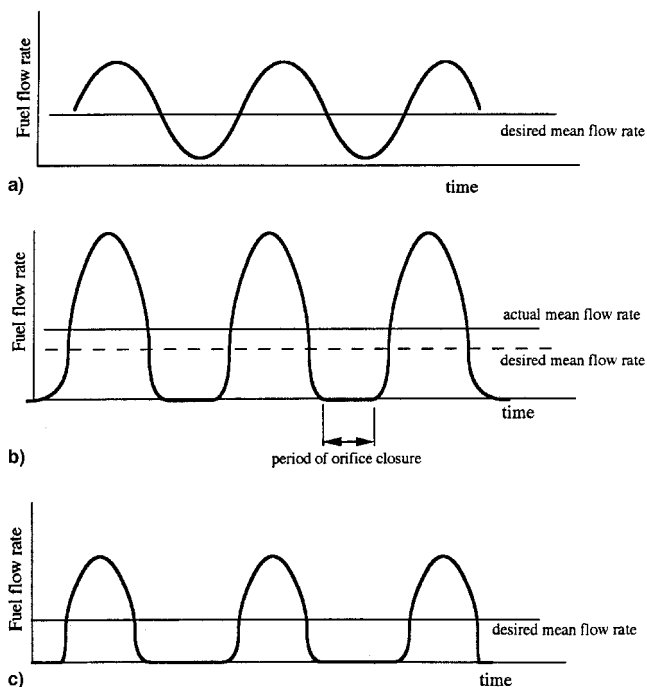 Fuel flow rate
desired mean flow rate
time
a)
Fuel flow rate
actual mean flow rate
desired mean flow rate
time
period of orifice closure
b)
Fuel flow rate
desired mean flow rate
time
c)